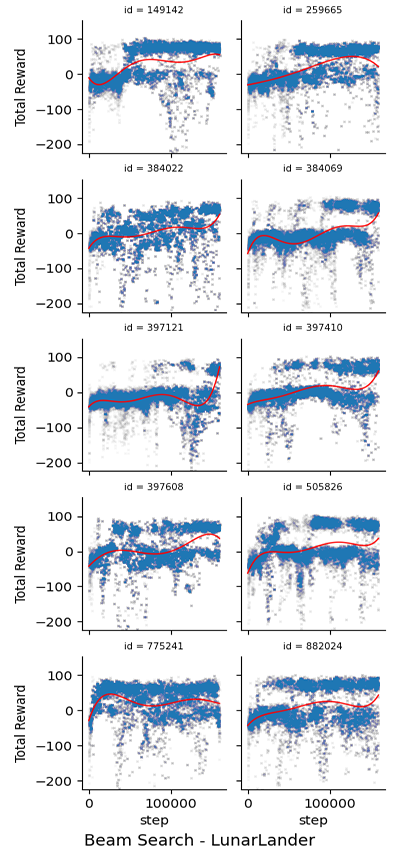 id = 149142
id = 259665
Total Reward
100
0
−100
−200
id = 384022
id = 384069
Total Reward
100
0
−100
−200
id = 397121
id = 397410
Total Reward
100
0
−100
−200
id = 397608
id = 505826
Total Reward
100
0
−100
−200
id = 775241
id = 882024
Total Reward
100
0
−100
−200
0 100000 0 100000
step step
Beam Search - LunarLander